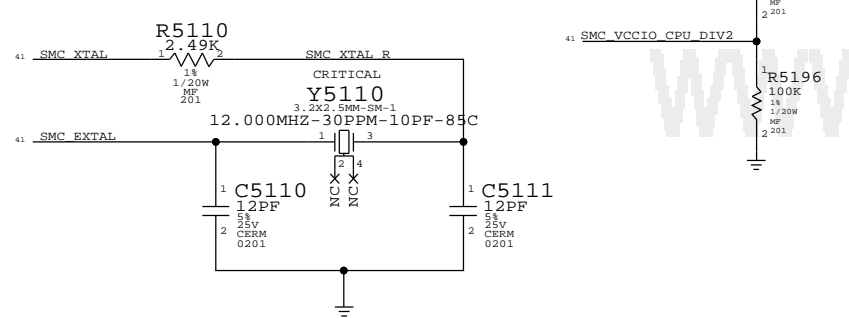 R5110
2.49K
41 SMC_XTAL 1 2 SMC_XTAL_R
1%
1/20W
MF
201
CRITICAL
Y5110
3.2X2.5MM-SM-1
12.000MHZ-30PPM-10PF-85C
41 SMC_EXTAL 1 3
2 4
NC NC
1 C5110
12PF
5%
25V
CERM
0201
2
1 C5111
12PF
5%
25V
CERM
0201
2
MF
2 201
41 SMC_VCCIO_CPU_DIV2
1 R5196
100K
1%
1/20W
MF
2 201